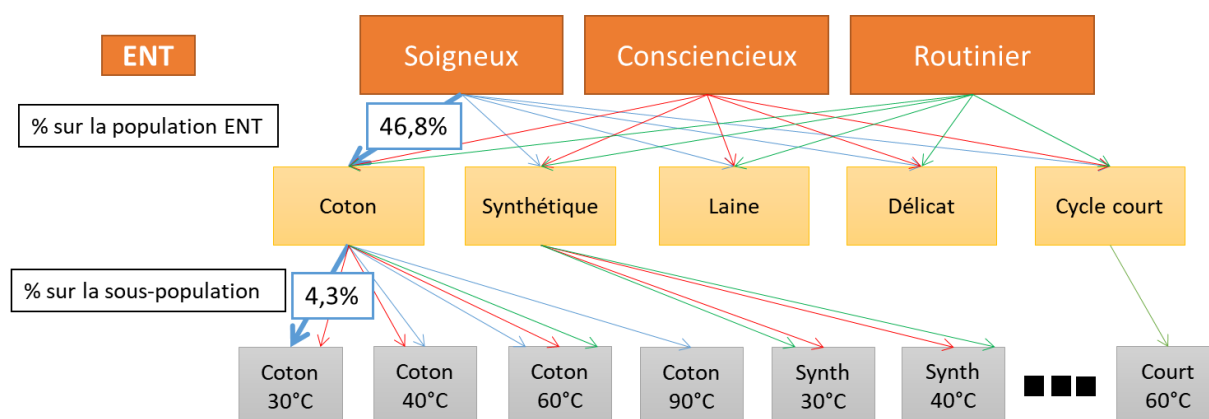 ENT
Soigneux
Consciencieux
Routinier
% sur la population ENT
46,8%
Coton
Synthétique
Laine
Délicat
Cycle court
% sur la sous-population
4,3%
Coton
30°C
Coton
40°C
Coton
60°C
Coton
90°C
Synth
30°C
Synth
40°C
Court
60°C